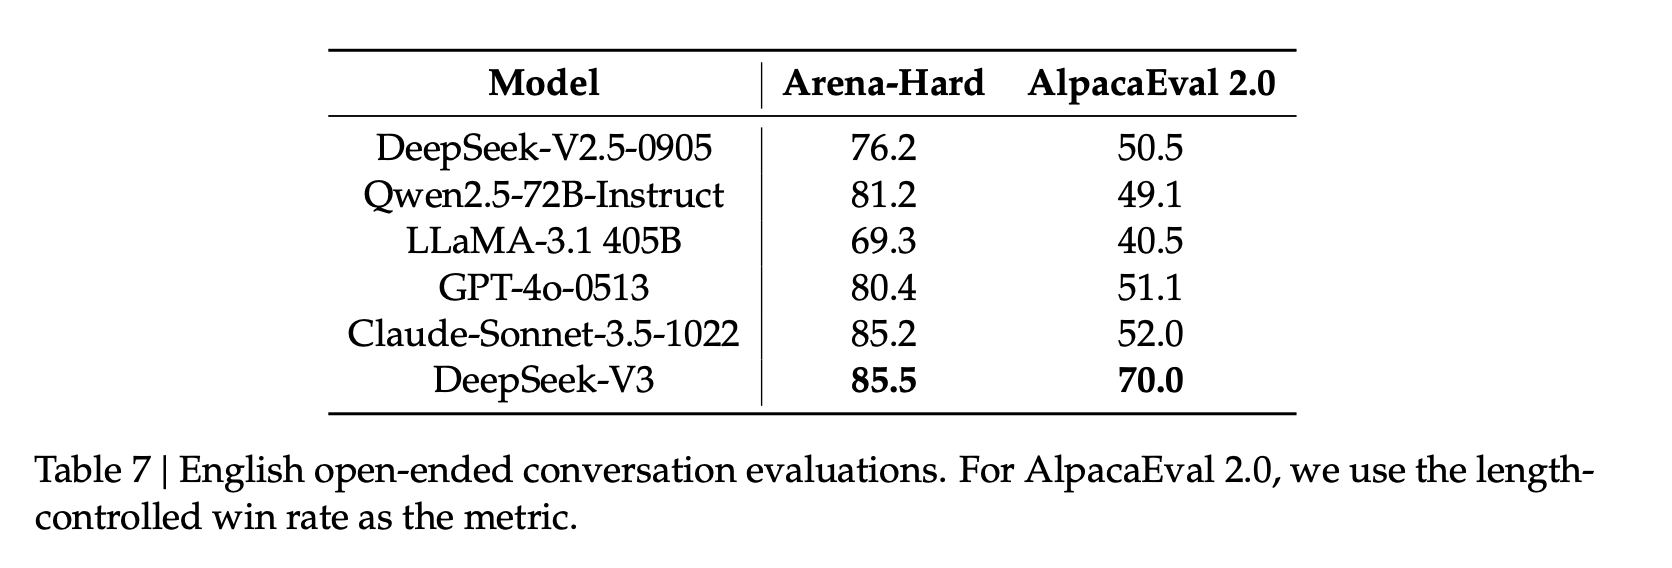 Model Arena-Hard AlpacaEval 2.0
DeepSeek-V2.5-0905 76.2 50.5
Qwen2.5-72B-Instruct 81.2 49.1
LLaMA-3.1 405B 69.3 40.5
GPT-4o-0513 80.4 51.1
Claude-Sonnet-3.5-1022 85.2 52.0
DeepSeek-V3 85.5 70.0
Table 7 | English open-ended conversation evaluations. For AlpacaEval 2.0, we use the length-
controlled win rate as the metric.